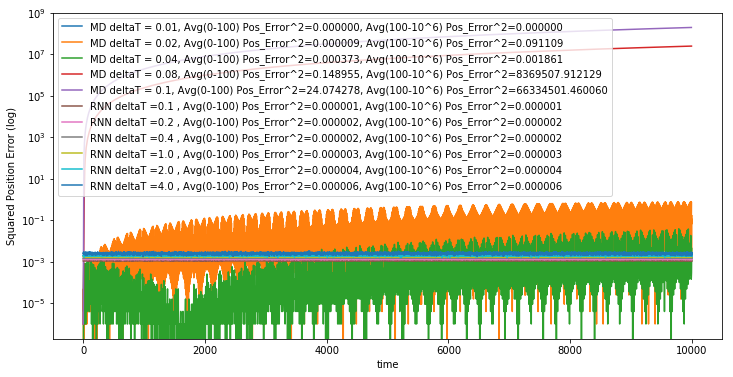 10^9
10^7
10^5
10^3
10^1
10^-1
10^-3
10^-5
Squared Position Error (log)
MD deltaT = 0.01, Avg(0-100) Pos_Error^2=0.000000, Avg(100-10^6) Pos_Error^2=0.000000
MD deltaT = 0.02, Avg(0-100) Pos_Error^2=0.000009, Avg(100-10^6) Pos_Error^2=0.091109
MD deltaT = 0.04, Avg(0-100) Pos_Error^2=0.000373, Avg(100-10^6) Pos_Error^2=0.001861
MD deltaT = 0.08, Avg(0-100) Pos_Error^2=0.148955, Avg(100-10^6) Pos_Error^2=8369507.912129
MD deltaT = 0.1, Avg(0-100) Pos_Error^2=24.074278, Avg(100-10^6) Pos_Error^2=66334501.460060
RNN deltaT =0.1 , Avg(0-100) Pos_Error^2=0.000001, Avg(100-10^6) Pos_Error^2=0.000001
RNN deltaT =0.2 , Avg(0-100) Pos_Error^2=0.000002, Avg(100-10^6) Pos_Error^2=0.000002
RNN deltaT =0.4 , Avg(0-100) Pos_Error^2=0.000002, Avg(100-10^6) Pos_Error^2=0.000002
RNN deltaT =1.0 , Avg(0-100) Pos_Error^2=0.000003, Avg(100-10^6) Pos_Error^2=0.000003
RNN deltaT =2.0 , Avg(0-100) Pos_Error^2=0.000004, Avg(100-10^6) Pos_Error^2=0.000004
RNN deltaT =4.0 , Avg(0-100) Pos_Error^2=0.000006, Avg(100-10^6) Pos_Error^2=0.000006
0 2000 4000 6000 8000 10000
time